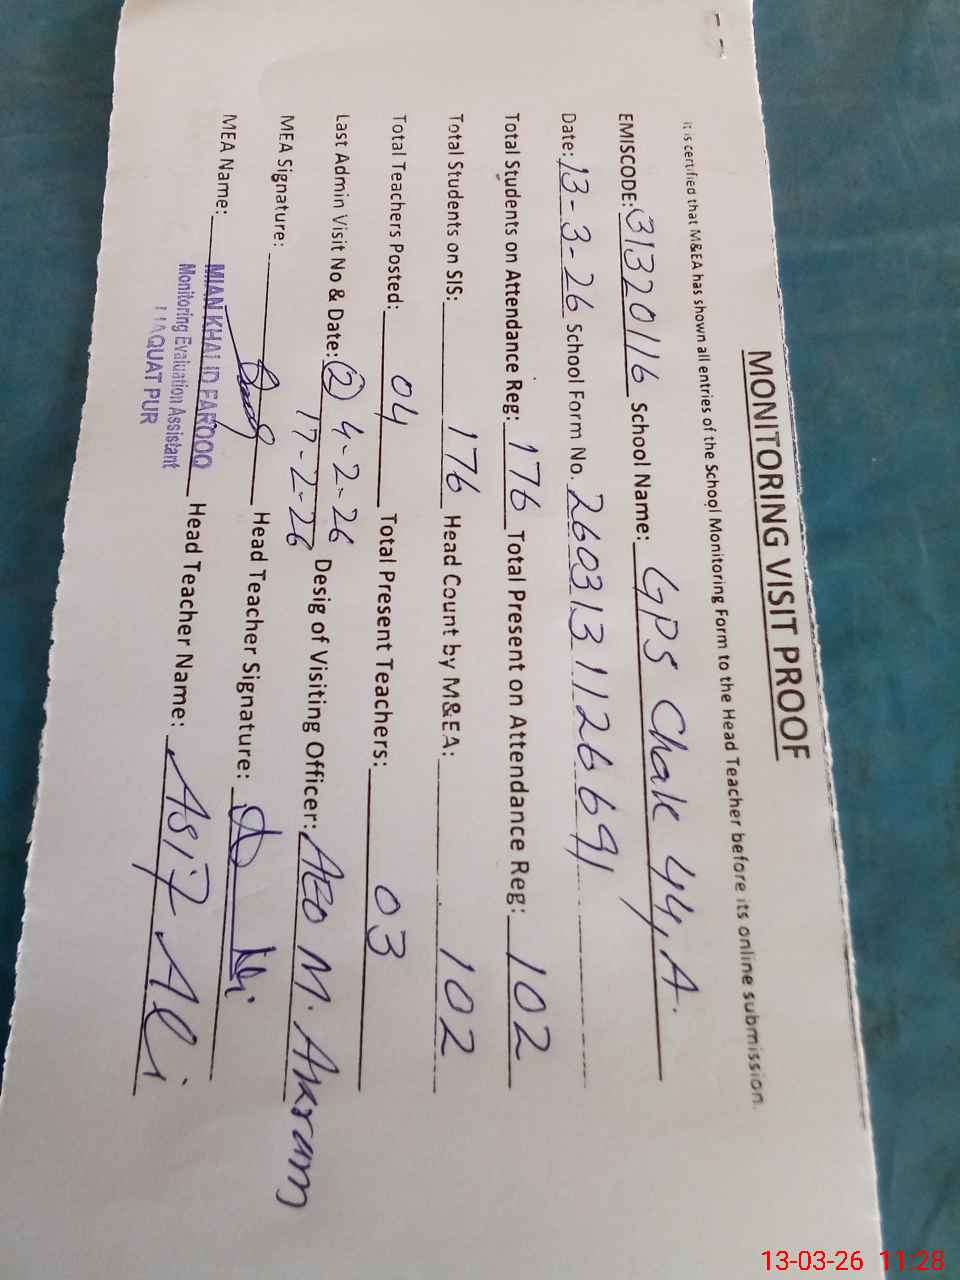 MONITORING VISIT PROOF
It is certified that M&EA has shown all entries of the School Monitoring Form to the Head Teacher before its online submission.
EMISCODE: 31320116 School Name: GPS Chak 44, A.
Date: 13-3-26 School Form No. 2603131126691
Total Students on Attendance Reg: 176 Total Present on Attendance Reg: 102
Total Students on SIS: 176 Head Count by M&EA: 102
Total Teachers Posted: 04 Total Present Teachers: 03
Last Admin Visit No & Date: (2) 4-2-26 Desig of Visiting Officer: AEO M. Akram
17-2-26
MEA Signature: Head Teacher Signature:
MEA Name: MIAN KHALID FAROOQ Head Teacher Name: Asif Ali
Monitoring Evaluation Assistant
LIAQUAT PUR
13-03-26 11:28